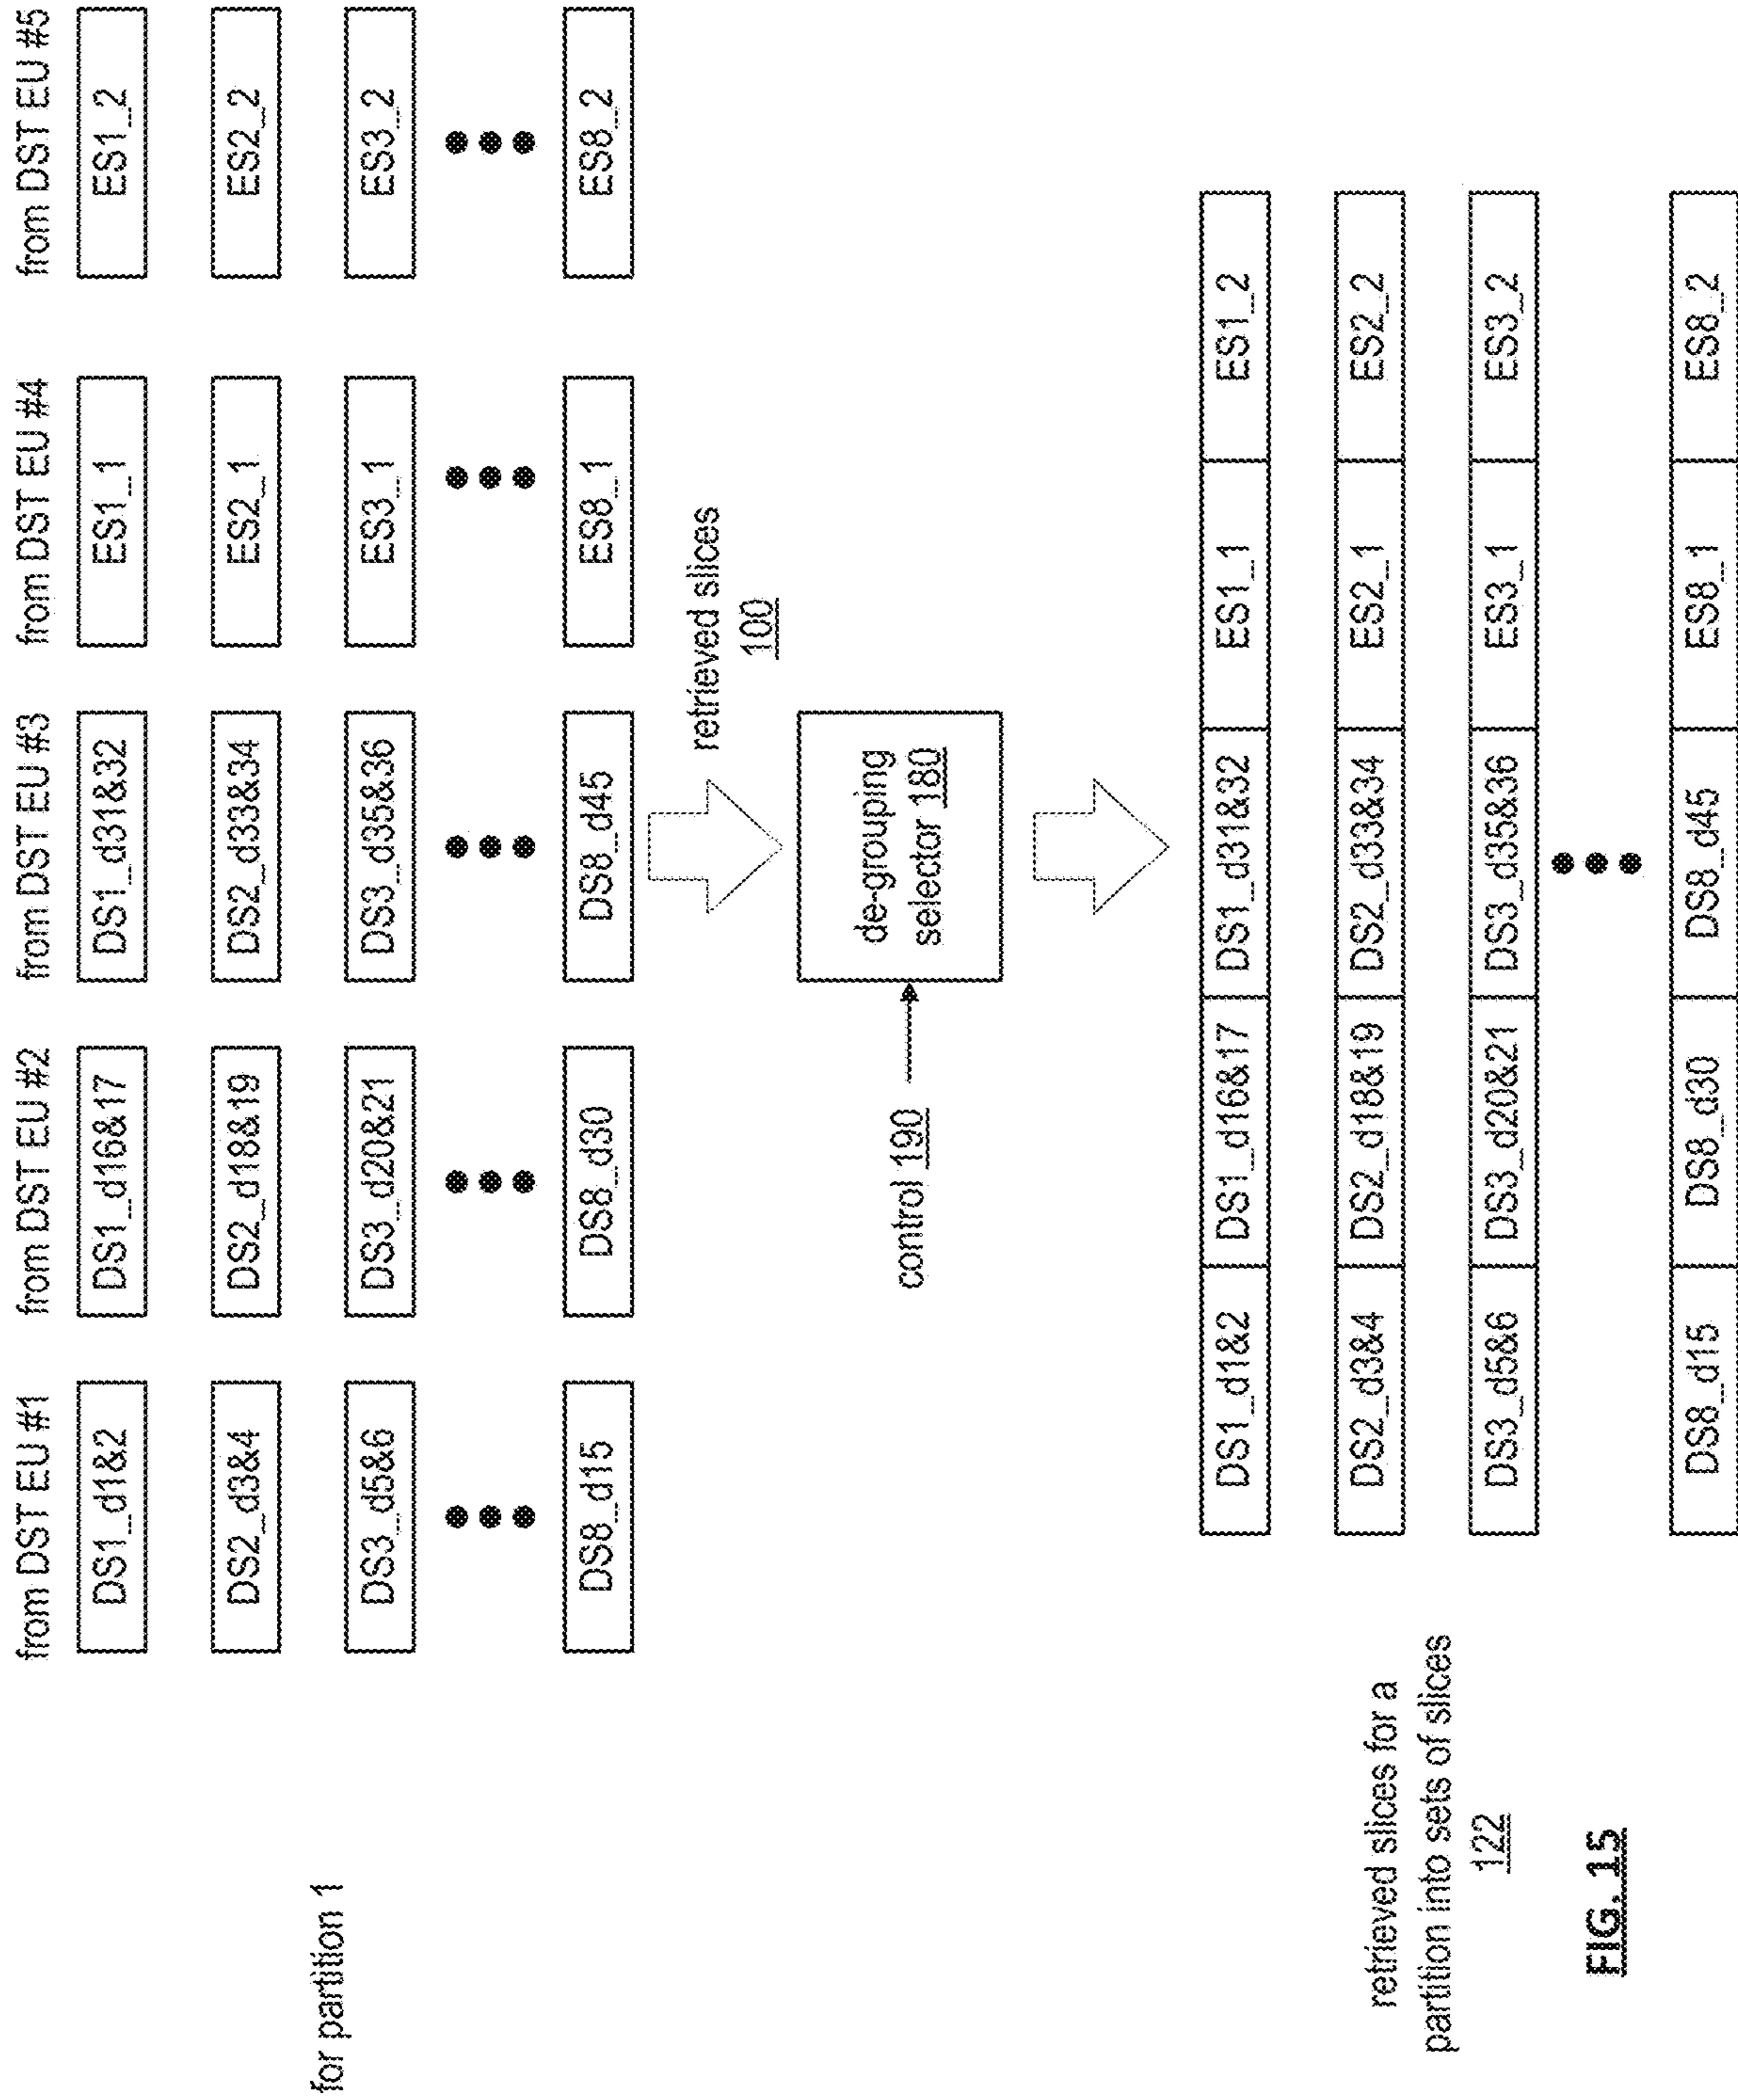 for partition 1
from DST EU #1
from DST EU #2
from DST EU #3
from DST EU #4
from DST EU #5
DS1_d1&2
DS1_d16&17
DS1_d31&32
ES1_1
ES1_2
DS2_d3&4
DS2_d18&19
DS2_d33&34
ES2_1
ES2_2
DS3_d5&6
DS3_d20&21
DS3_d35&36
ES3_1
ES3_2
DS8_d15
DS8_d30
DS8_d45
ES8_1
ES8_2
retrieved slices
100
control 190
de-grouping
selector 180
retrieved slices for a
partition into sets of slices
122
DS1_d1&2
DS1_d16&17
DS1_d31&32
ES1_1
ES1_2
DS2_d3&4
DS2_d18&19
DS2_d33&34
ES2_1
ES2_2
DS3_d5&6
DS3_d20&21
DS3_d35&36
ES3_1
ES3_2
DS8_d15
DS8_d30
DS8_d45
ES8_1
ES8_2
FIG. 15